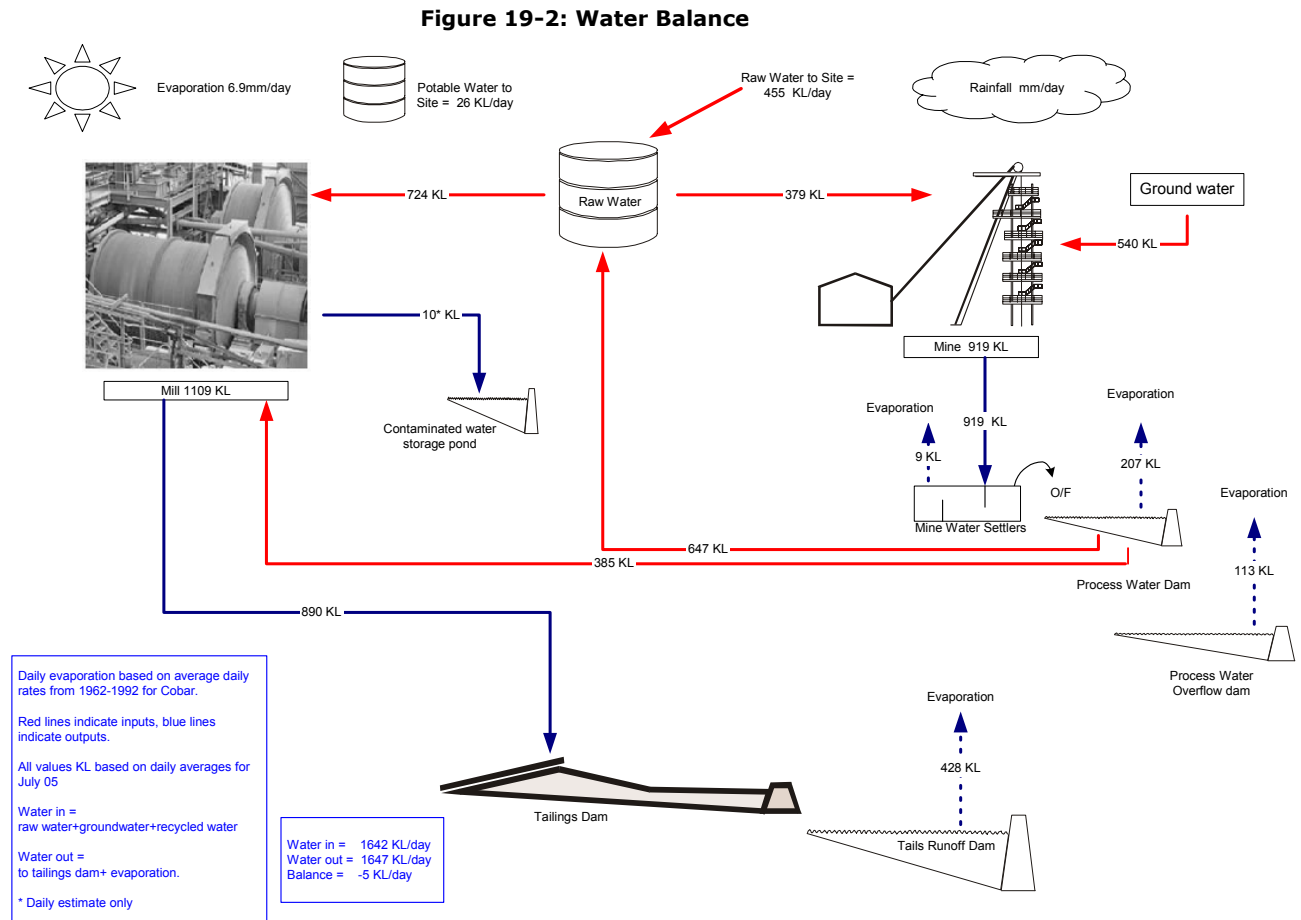 Figure 19-2: Water Balance
Evaporation 6.9mm/day
Potable Water to
Site = 26 KL/day
Raw Water to Site =
455 KL/day
Rainfall mm/day
724 KL
Raw Water
379 KL
Ground water
540 KL
10* KL
Mine 919 KL
Mill 1109 KL
Contaminated water
storage pond
Evaporation
9 KL
919 KL
Evaporation
207 KL
O/F
Mine Water Settlers
Evaporation
113 KL
647 KL
385 KL
Process Water Dam
890 KL
Process Water
Overflow dam
Daily evaporation based on average daily
rates from 1962-1992 for Cobar.
Red lines indicate inputs, blue lines
indicate outputs.
All values KL based on daily averages for
July 05
Water in =
raw water+groundwater+recycled water
Water out =
to tailings dam+ evaporation.
* Daily estimate only
Water in = 1642 KL/day
Water out = 1647 KL/day
Balance = -5 KL/day
Tailings Dam
Evaporation
428 KL
Tails Runoff Dam